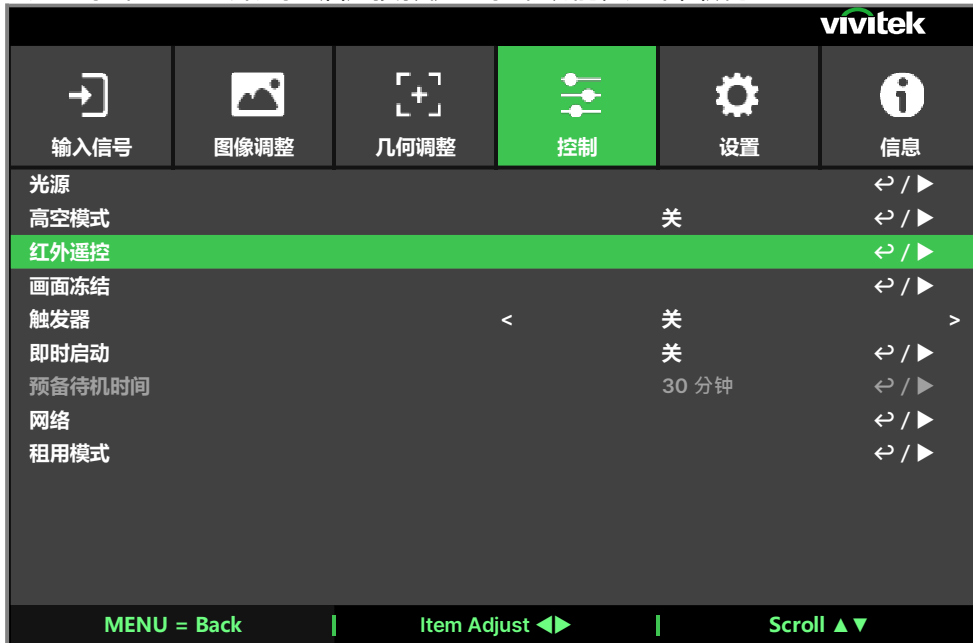 vivitek
输入信号 图像调整 几何调整 控制 设置 信息
光源 ↩ / ▶
高空模式 关 ↩ / ▶
红外遥控 ↩ / ▶
画面冻结 ↩ / ▶
触发器 < 关 >
即时启动 关 ↩ / ▶
预备待机时间 30 分钟 ↩ / ▶
网络 ↩ / ▶
租用模式 ↩ / ▶
MENU = Back Item Adjust ◀▶ Scroll ▲▼